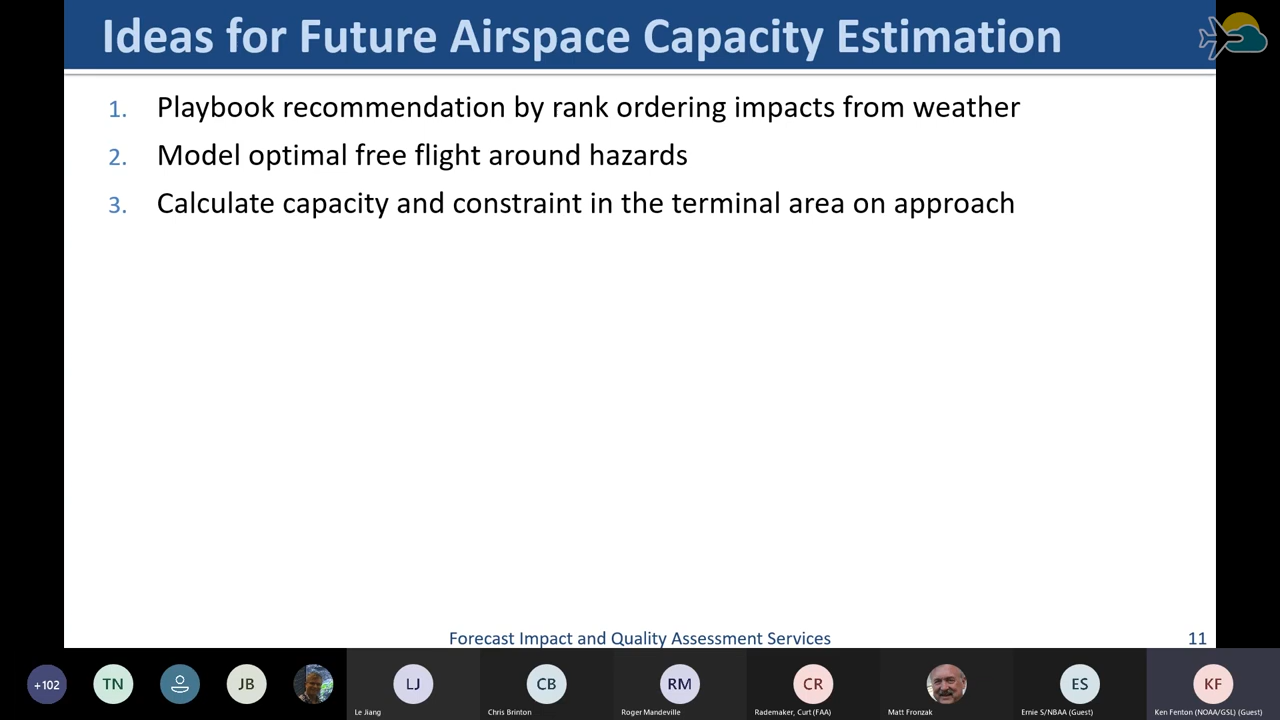 Ideas for Future Airspace Capacity Estimation
1. Playbook recommendation by rank ordering impacts from weather
2. Model optimal free flight around hazards
3. Calculate capacity and constraint in the terminal area on approach
Forecast Impact and Quality Assessment Services
11
+102
TN
JB
LJ
CB
RM
CR
ES
KF
Le Jiang
Chris Brinton
Roger Mandeville
Rademaker, Curt (FAA)
Matt Fronzak
Ernie S/NBAA (Guest)
Ken Fenton (NOAA/GSL) (Guest)